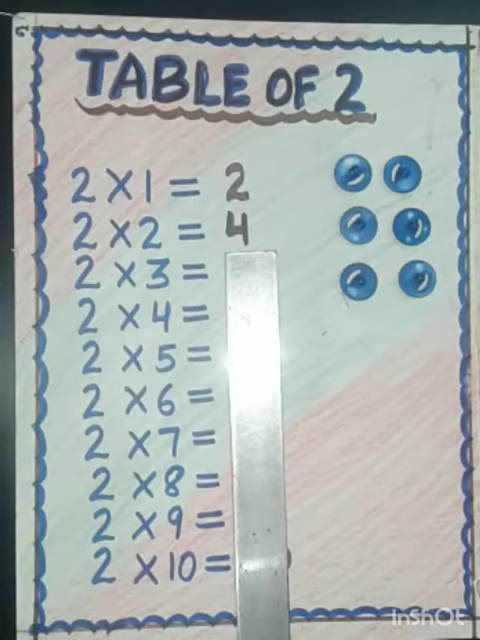 TABLE OF 2
2 X 1 = 2
2 X 2 = 4
2 X 3 =
2 X 4 =
2 X 5 =
2 X 6 =
2 X 7 =
2 X 8 =
2 X 9 =
2 X 10 =
InShOt